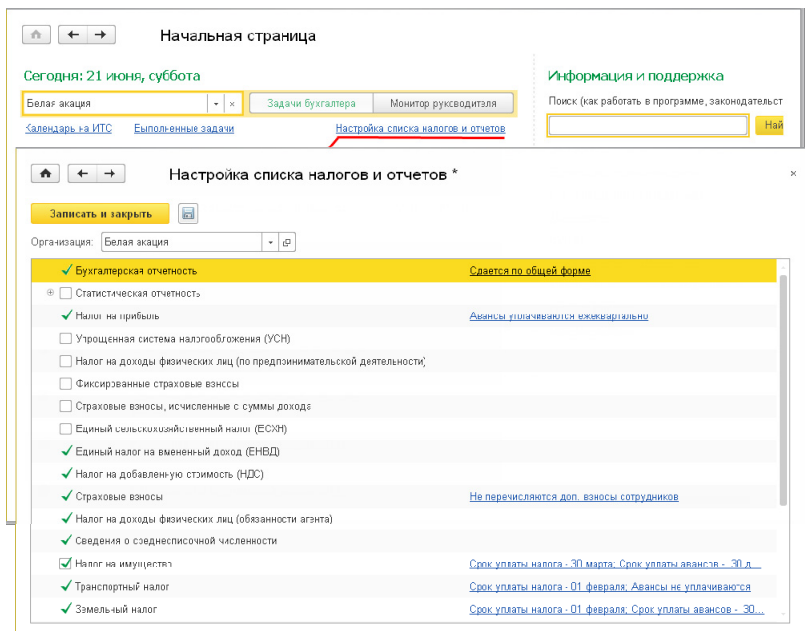 Начальная страница
Сегодня: 21 июня, суббота
Информация и поддержка
Белая акация
Задачи бухгалтера
Монитор руководителя
Поиск (как работать в программе, законодательст
Календарь на ИТС
Выполненные задачи
Настройка списка налогов и отчетов
Най
Настройка списка налогов и отчетов *
Записать и закрыть
Организация: Белая акация
Бухгалтерская отчетность Сдается по общей форме
Статистическая отчетность
Налог на прибыль Авансы уплачиваются ежеквартально
Упрощенная система налогообложения (УСН)
Налог на доходы физических лиц (по предпринимательской деятельности)
Фиксированные страховые взносы
Страховые взносы, исчисленные с суммы дохода
Единый сельскохозяйственный налог (ЕСХН)
Единый налог на вмененный доход (ЕНВД)
Налог на добавленную стоимость (НДС)
Страховые взносы Не перечисляются доп. взносы сотрудников
Налог на доходы физических лиц (обязанности агента)
Сведения о среднесписочной численности
Налог на имущество Срок уплаты налога - 30 марта; Срок уплаты авансов - 30 д...
Транспортный налог Срок уплаты налога - 01 февраля; Авансы не уплачиваются
Земельный налог Срок уплаты налога - 01 февраля; Срок уплаты авансов - 30...